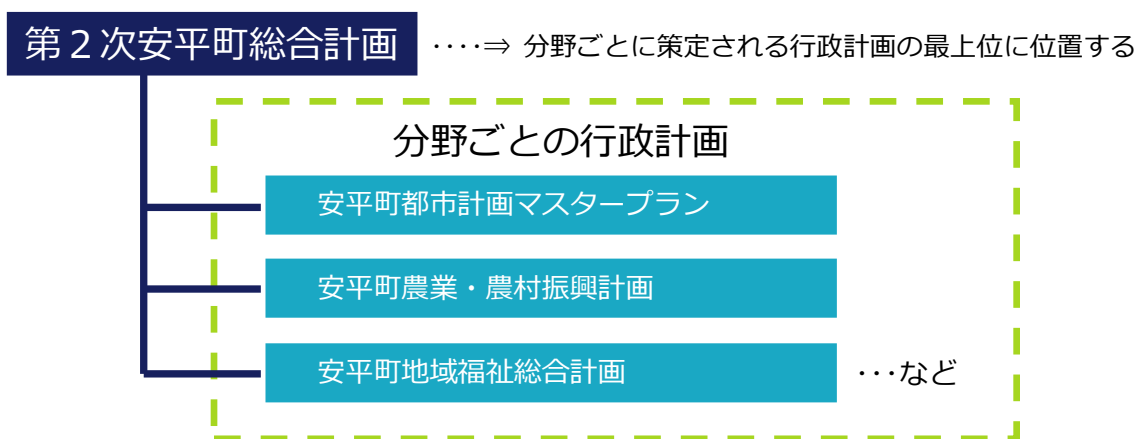 第２次安平町総合計画 ････⇒ 分野ごとに策定される行政計画の最上位に位置する
分野ごとの行政計画
安平町都市計画マスタープラン
安平町農業・農村振興計画
安平町地域福祉総合計画 ･･･など